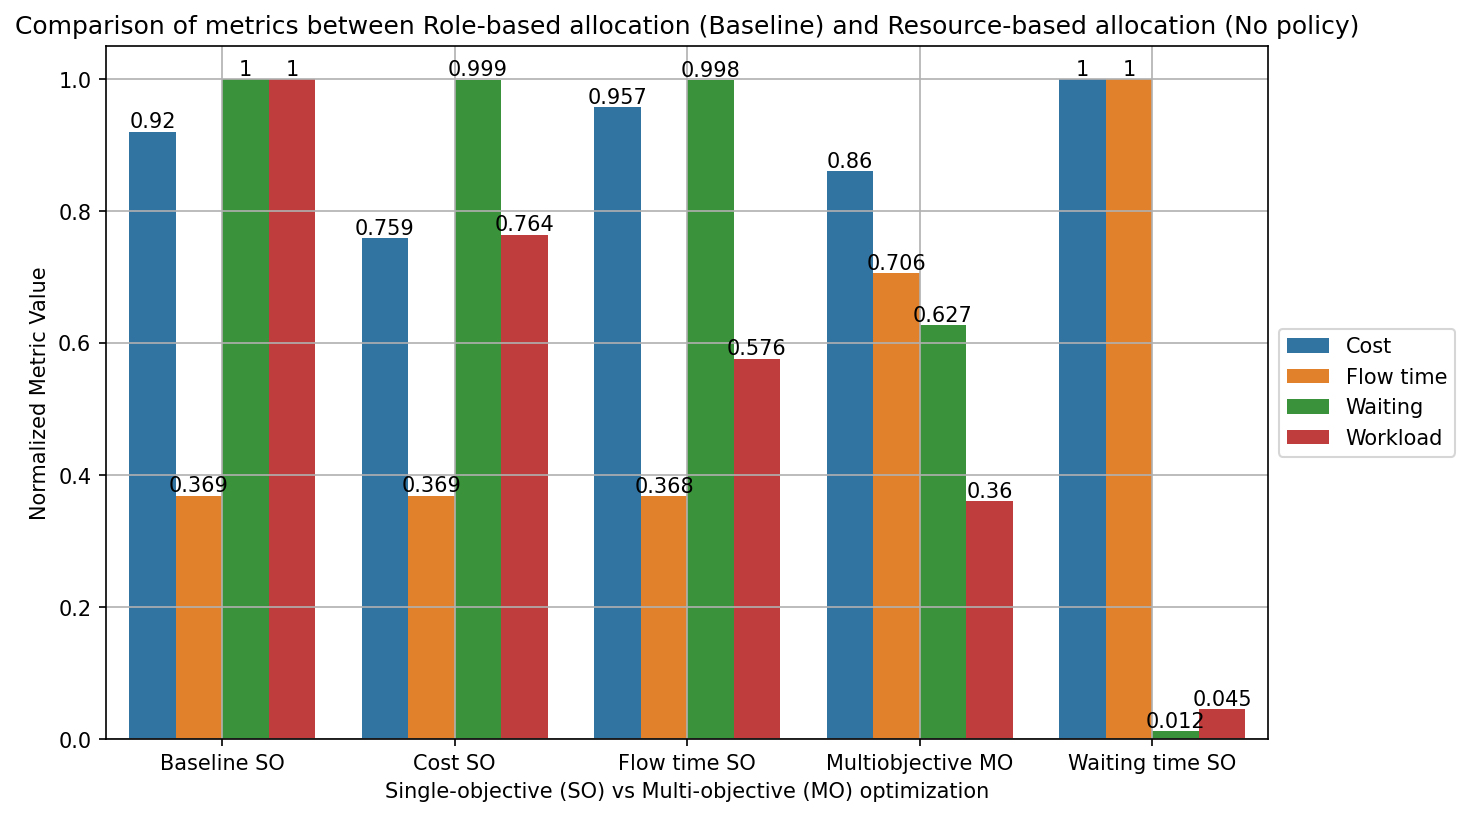 Comparison of metrics between Role-based allocation (Baseline) and Resource-based allocation (No policy)
Normalized Metric Value
1.0
0.8
0.6
0.4
0.2
0.0
0.92
0.369
1
1
0.759
0.369
0.999
0.764
0.957
0.368
0.998
0.576
0.86
0.706
0.627
0.36
1
1
0.012
0.045
Baseline SO
Cost SO
Flow time SO
Multiobjective MO
Waiting time SO
Single-objective (SO) vs Multi-objective (MO) optimization
Cost
Flow time
Waiting
Workload